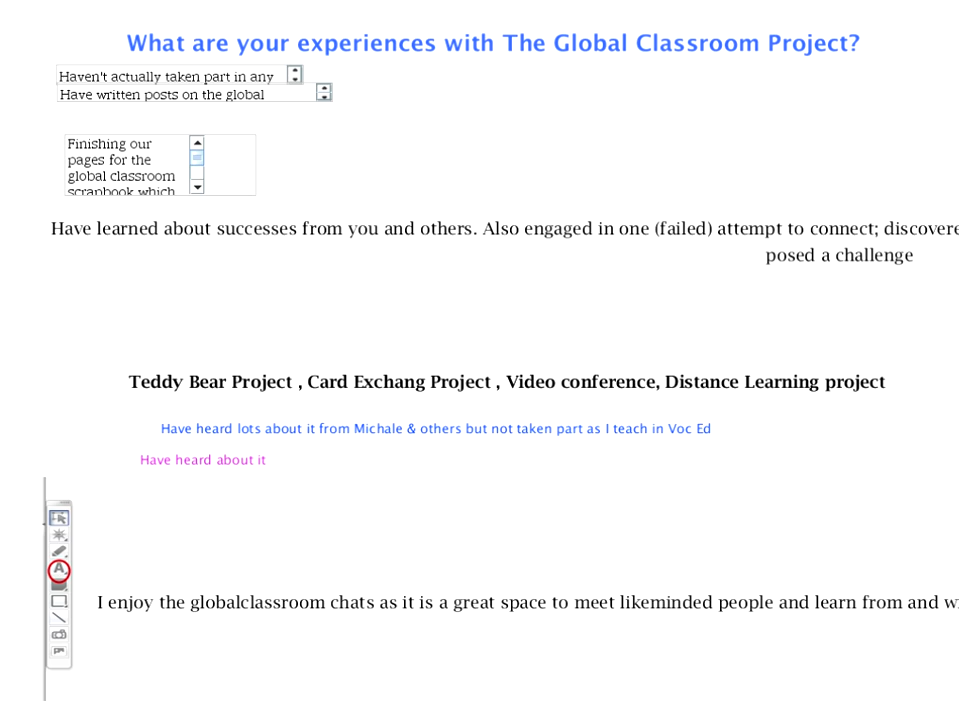 What are your experiences with The Global Classroom Project?
Haven't actually taken part in any
Have written posts on the global
Finishing our
pages for the
global classroom
scrapbook which
Have learned about successes from you and others. Also engaged in one (failed) attempt to connect; discovere
posed a challenge
Teddy Bear Project , Card Exchang Project , Video conference, Distance Learning project
Have heard lots about it from Michale & others but not taken part as I teach in Voc Ed
Have heard about it
A
I enjoy the globalclassroom chats as it is a great space to meet likeminded people and learn from and w